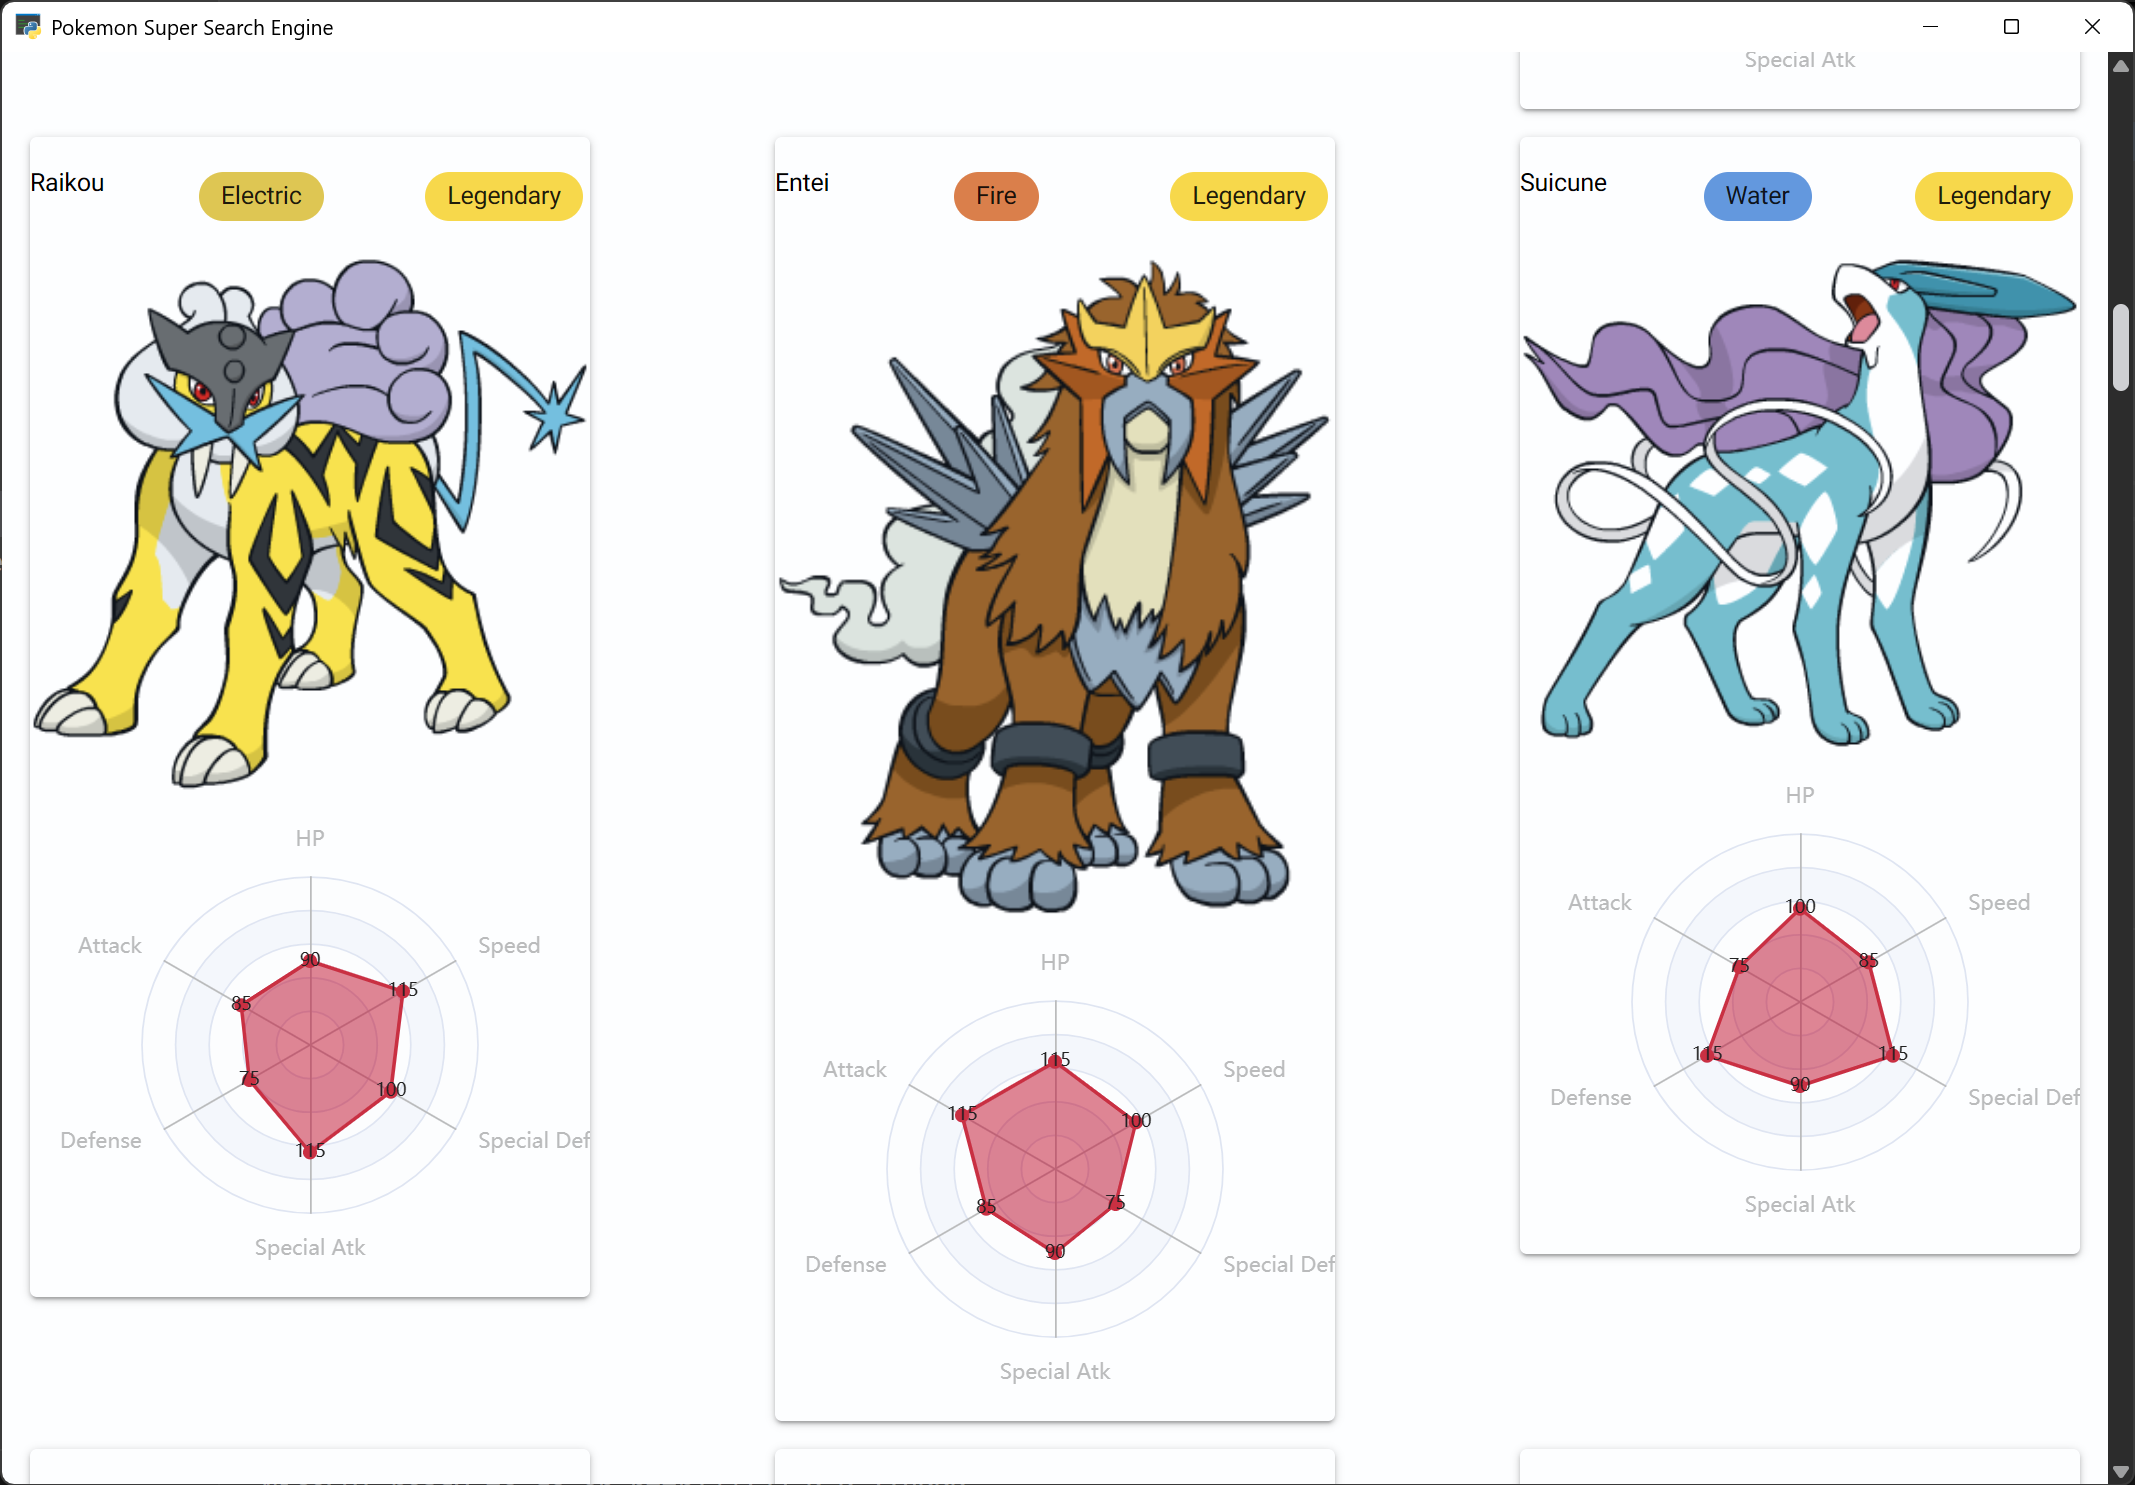 Pokemon Super Search Engine
Special Atk
Raikou
Electric
Legendary
HP
Attack
Speed
90
115
85
75
100
115
Defense
Special Def
Special Atk
Entei
Fire
Legendary
HP
Attack
Speed
115
115
100
85
75
90
Defense
Special Def
Special Atk
Suicune
Water
Legendary
HP
Attack
Speed
100
75
85
115
115
90
Defense
Special Def
Special Atk